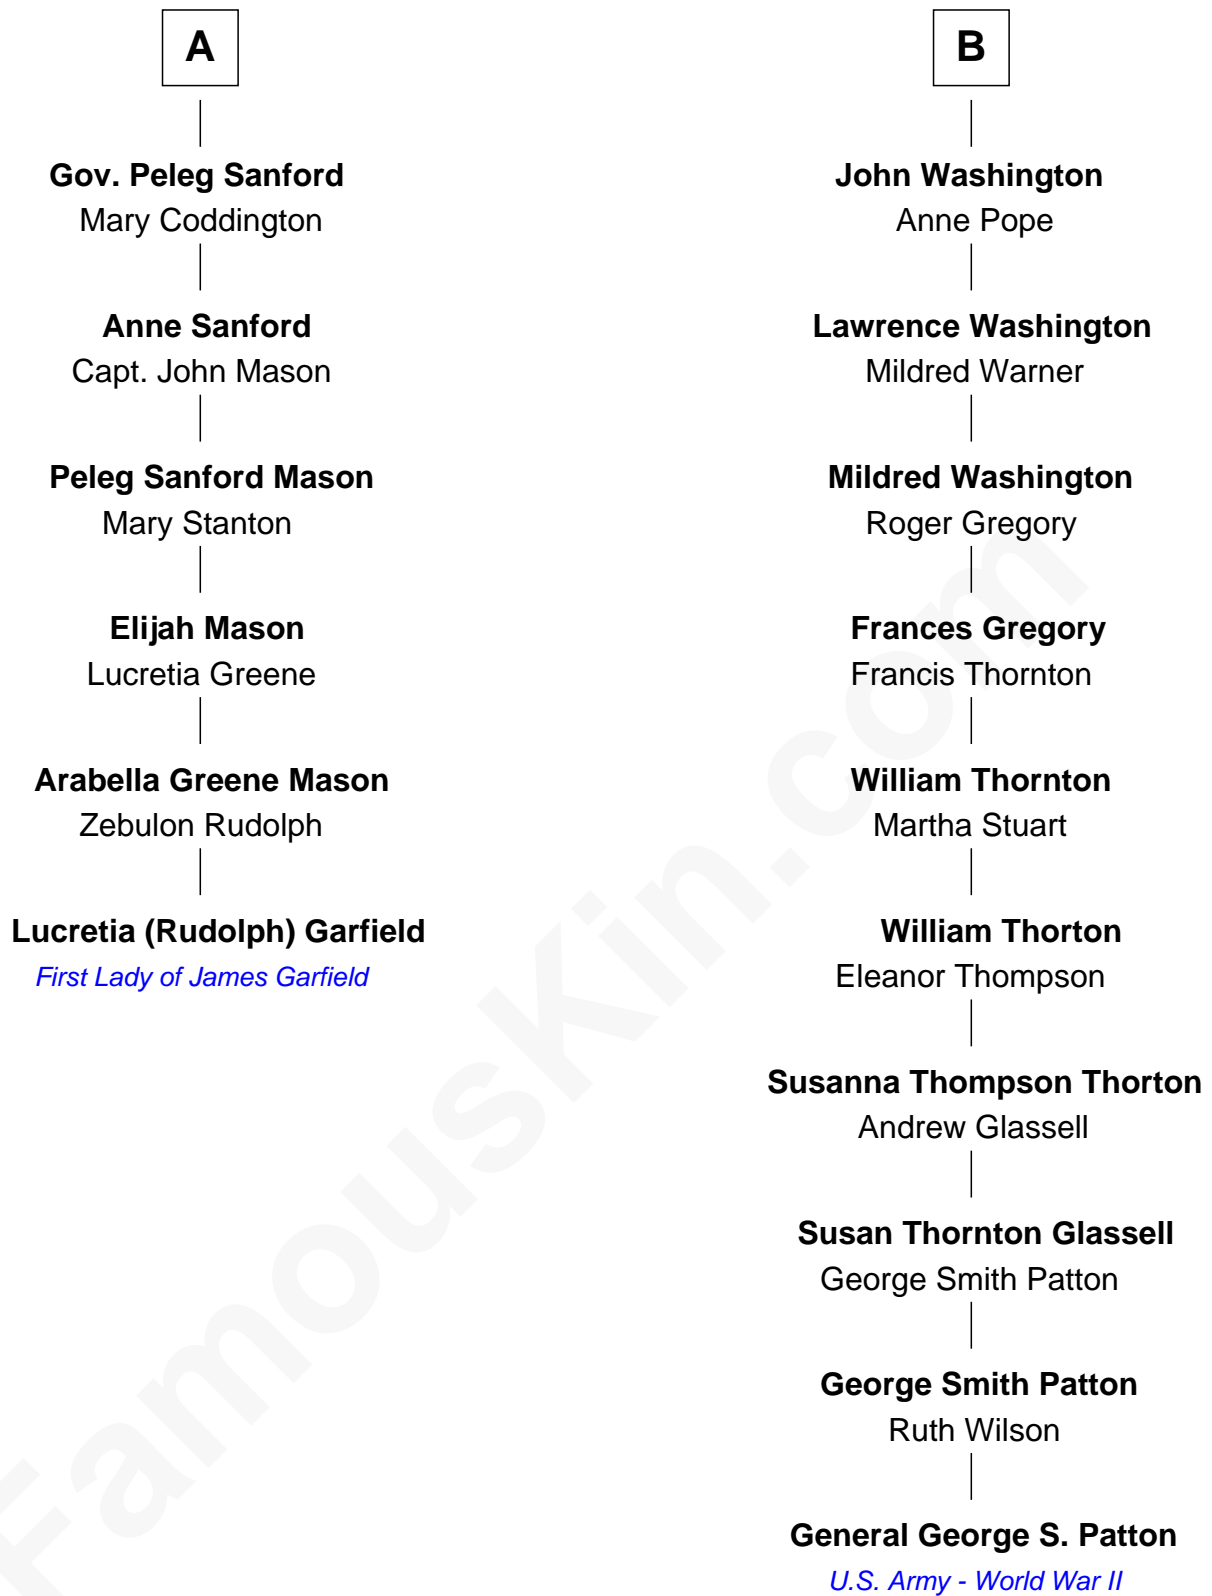 A
Gov. Peleg Sanford
Mary Coddington
Anne Sanford
Capt. John Mason
Peleg Sanford Mason
Mary Stanton
Elijah Mason
Lucretia Greene
Arabella Greene Mason
Zebulon Rudolph
Lucretia (Rudolph) Garfield
First Lady of James Garfield
B
John Washington
Anne Pope
Lawrence Washington
Mildred Warner
Mildred Washington
Roger Gregory
Frances Gregory
Francis Thornton
William Thornton
Martha Stuart
William Thorton
Eleanor Thompson
Susanna Thompson Thorton
Andrew Glassell
Susan Thornton Glassell
George Smith Patton
George Smith Patton
Ruth Wilson
General George S. Patton
U.S. Army - World War II
FamousKin.com